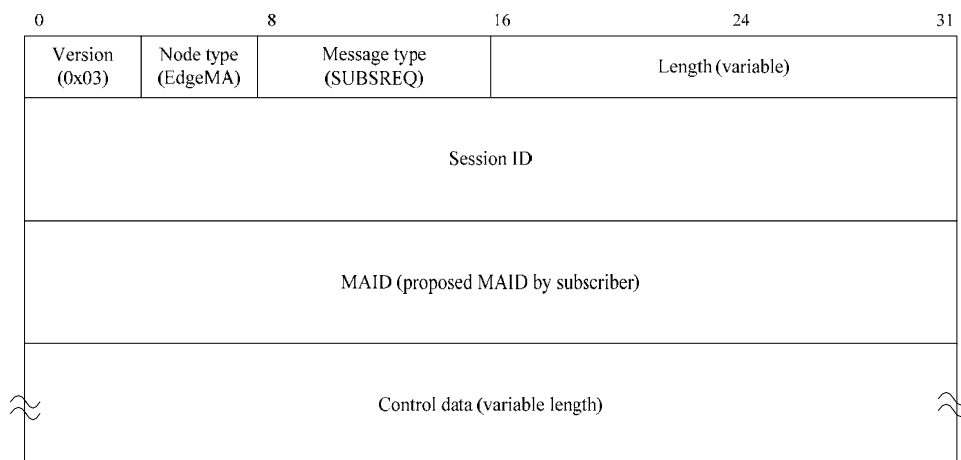 0 8 16 24 31
Version
(0x03)
Node type
(EdgeMA)
Message type
(SUBSREQ)
Length (variable)
Session ID
MAID (proposed MAID by subscriber)
Control data (variable length)